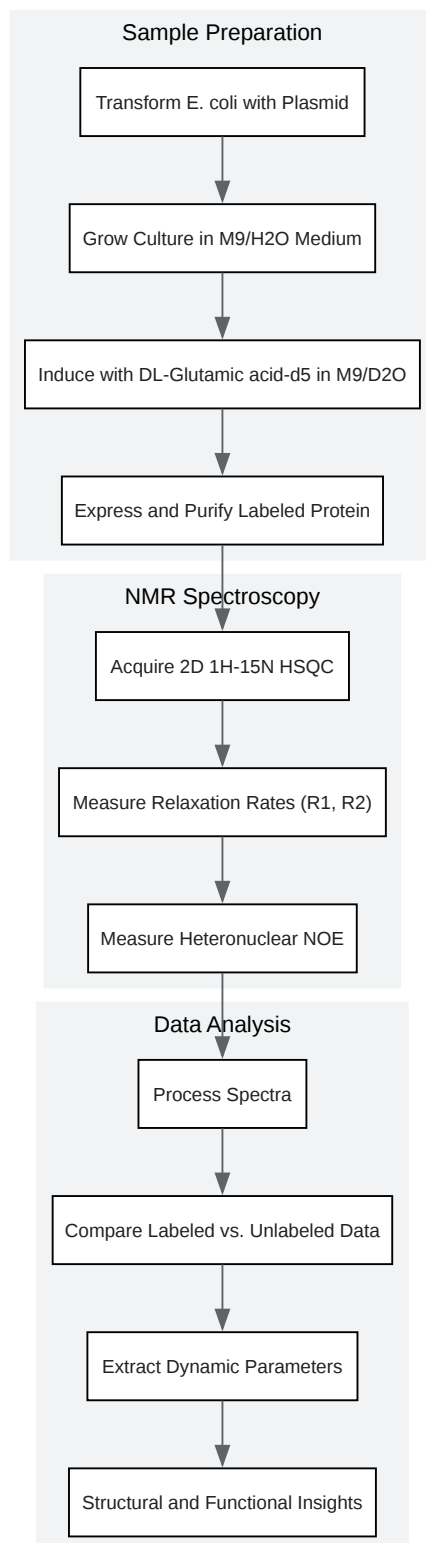 Sample Preparation
Transform E. coli with Plasmid
Grow Culture in M9/H2O Medium
Induce with DL-Glutamic acid-d5 in M9/D2O
Express and Purify Labeled Protein
NMR Spectroscopy
Acquire 2D 1H-15N HSQC
Measure Relaxation Rates (R1, R2)
Measure Heteronuclear NOE
Data Analysis
Process Spectra
Compare Labeled vs. Unlabeled Data
Extract Dynamic Parameters
Structural and Functional Insights